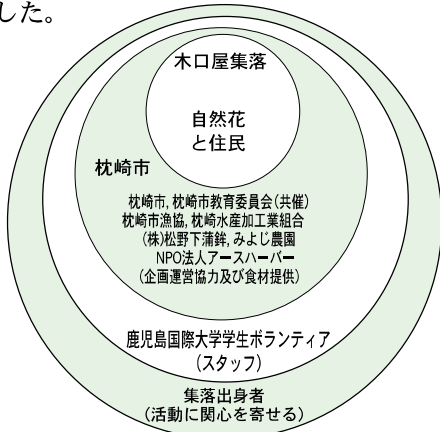 した。
木口屋集落
自然花
と住民
枕崎市
枕崎市, 枕崎市教育委員会(共催)
枕崎市漁協, 枕崎水産加工業組合
(株)松野下蒲鉾, みよじ農園
NPO法人アースハーバー
(企画運営協力及び食材提供)
鹿児島国際大学学生ボランティア
(スタッフ)
集落出身者
(活動に関心を寄せる)